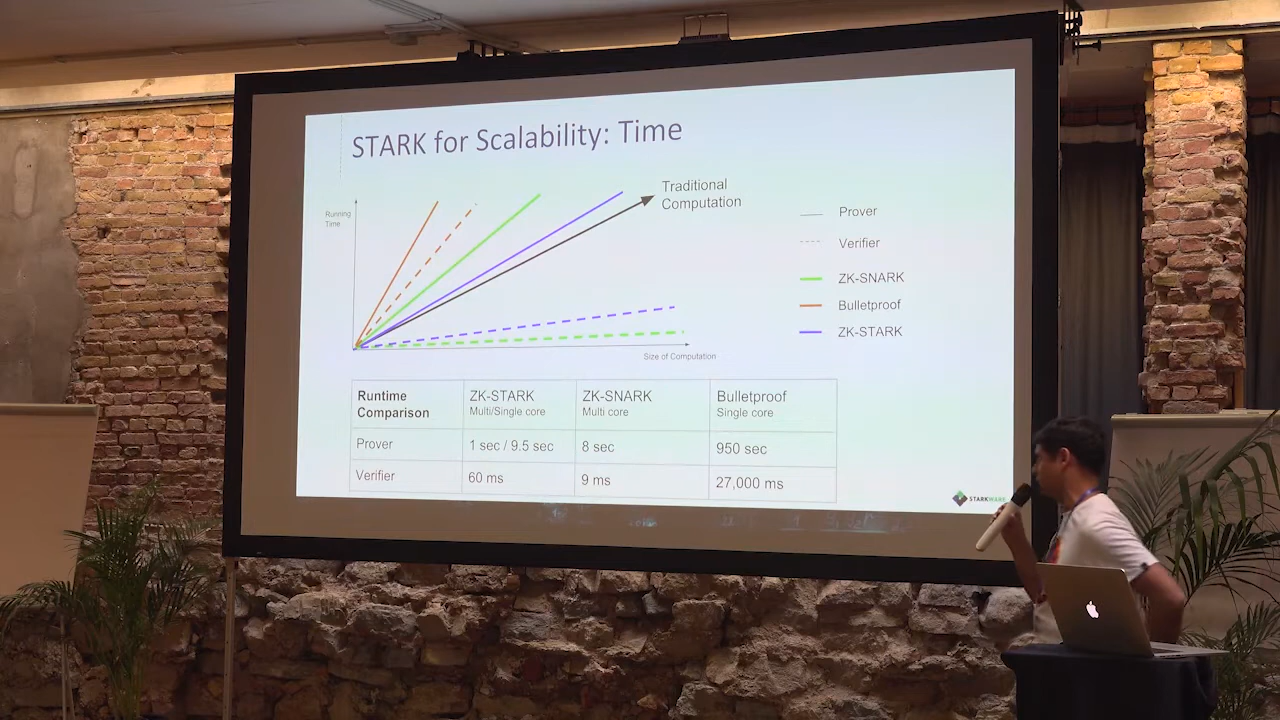 STARK for Scalability: Time
Running
Time
Traditional
Computation
Size of Computation
Prover
Verifier
ZK-SNARK
Bulletproof
ZK-STARK
Runtime
Comparison
ZK-STARK
Multi/Single core
ZK-SNARK
Multi core
Bulletproof
Single core
Prover
1 sec / 9.5 sec
8 sec
950 sec
Verifier
60 ms
9 ms
27,000 ms
STARKWARE